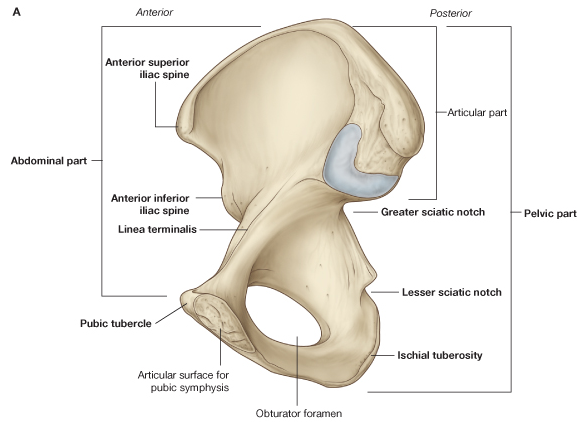 A
Anterior
Posterior
Anterior superior
iliac spine
Articular part
Abdominal part
Anterior inferior
iliac spine
Greater sciatic notch
Pelvic part
Linea terminalis
Lesser sciatic notch
Pubic tubercle
Ischial tuberosity
Articular surface for
pubic symphysis
Obturator foramen